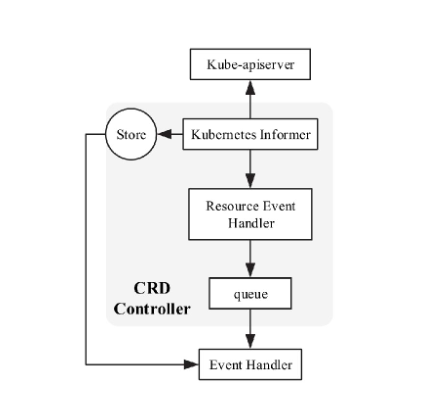 Kube-apiserver
Store
Kubernetes Informer
Resource Event
Handler
CRD
Controller
queue
Event Handler